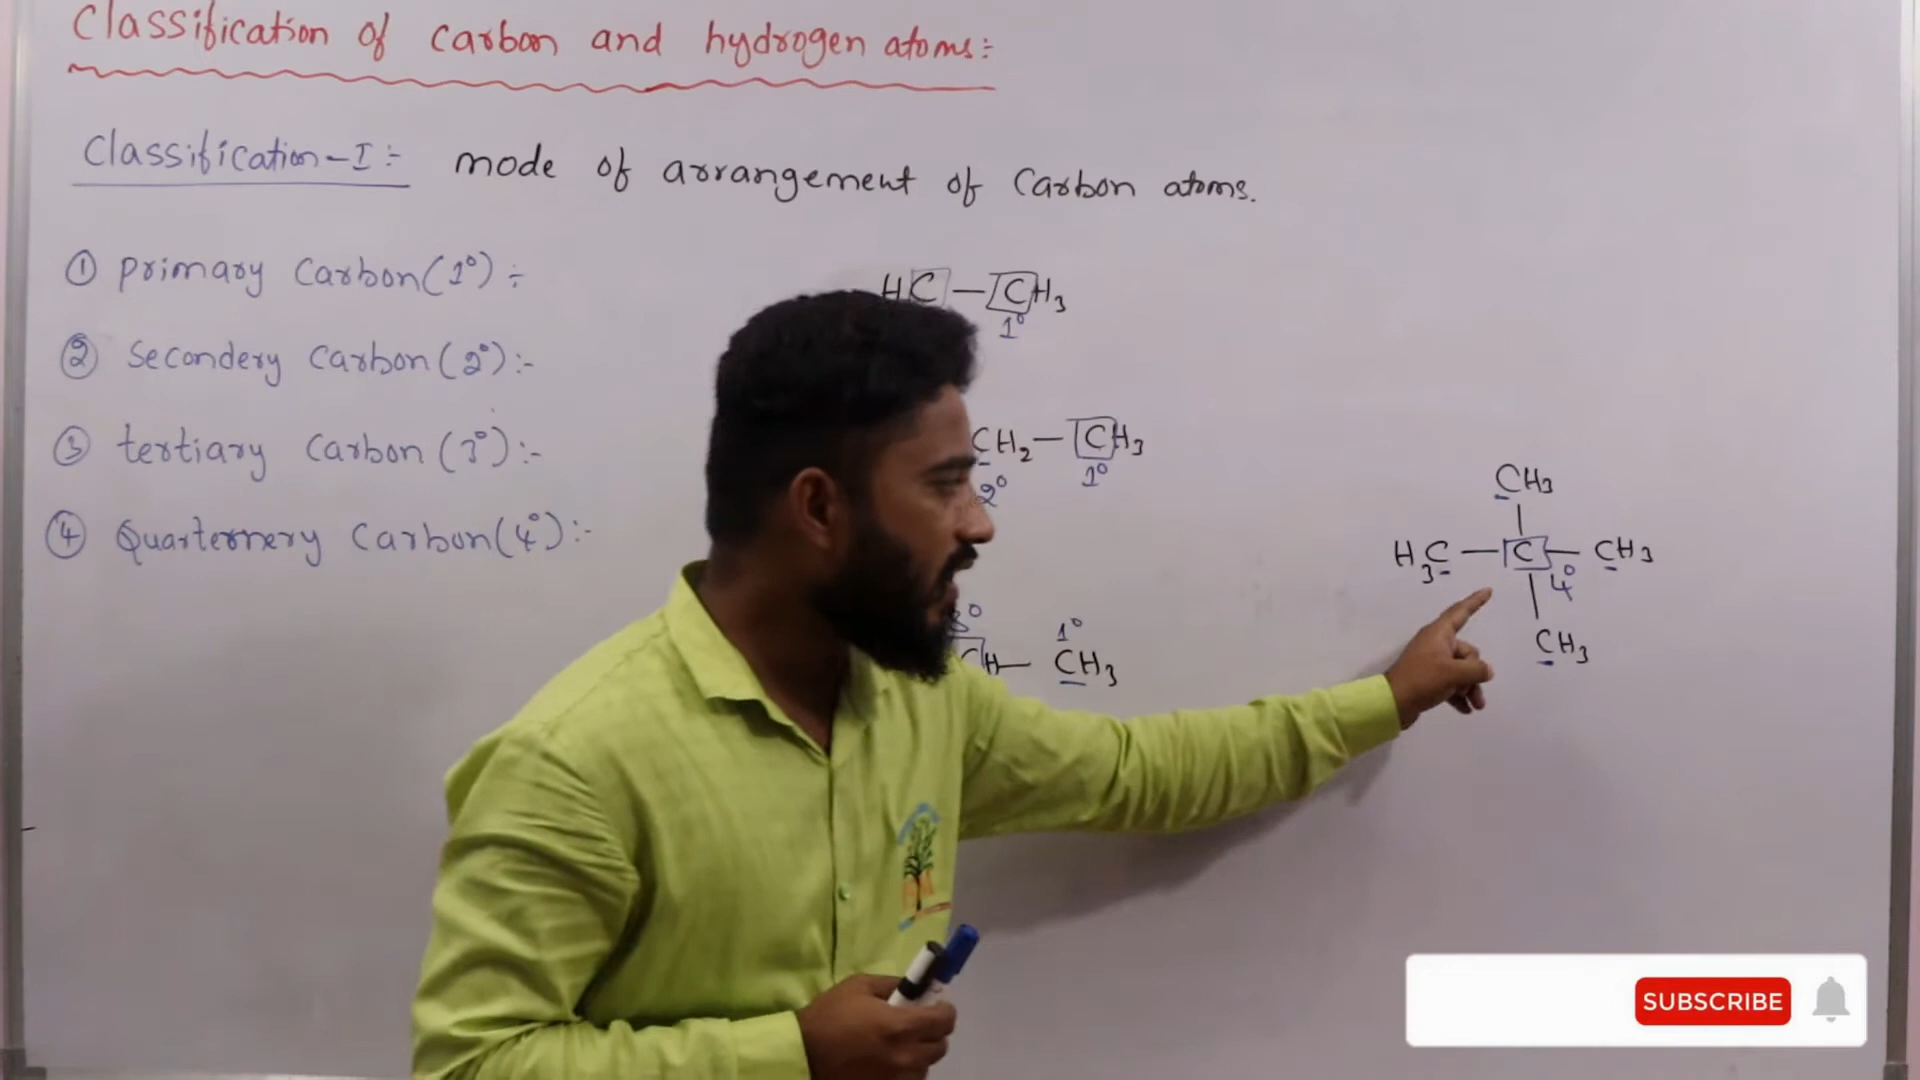 Classification of carbon and hydrogen atoms:-
Classification-I :- mode of arrangement of Carbon atoms.
① primary Carbon (1°) :-
HC — CH3
1°
② Secondery Carbon (2°) :-
CH2 — CH3
2° 1°
③ tertiary Carbon (3°) :-
CH3
④ Quarternery Carbon (4°) :-
H3C — C — CH3
4°
CH3
3° 1°
CH — CH3
SUBSCRIBE